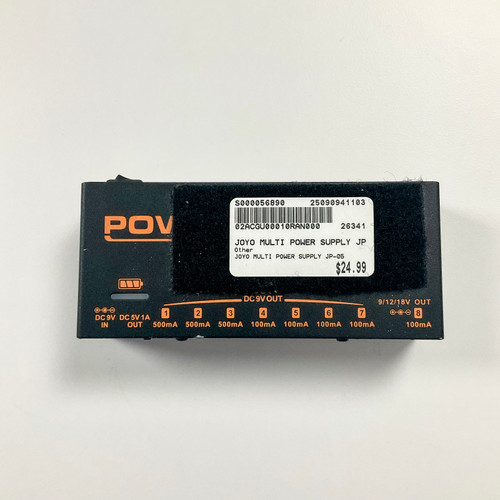 S000056890 25090941103
02ACGU00010RAN000 26341
JOYO MULTI POWER SUPPLY JP
Other
JOYO MULTI POWER SUPPLY JP-05
$24.99
POW
DC 9V OUT
9/12/18V OUT
DC 9V IN
DC 5V 1A OUT
1 2 3 4 5 6 7 8
500mA 500mA 500mA 100mA 100mA 100mA 100mA 100mA